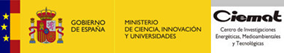 GOBIERNO
DE ESPAÑA
MINISTERIO
DE CIENCIA, INNOVACIÓN
Y UNIVERSIDADES
Ciemat
Centro de Investigaciones
Energéticas, Medioambientales
y Tecnológicas